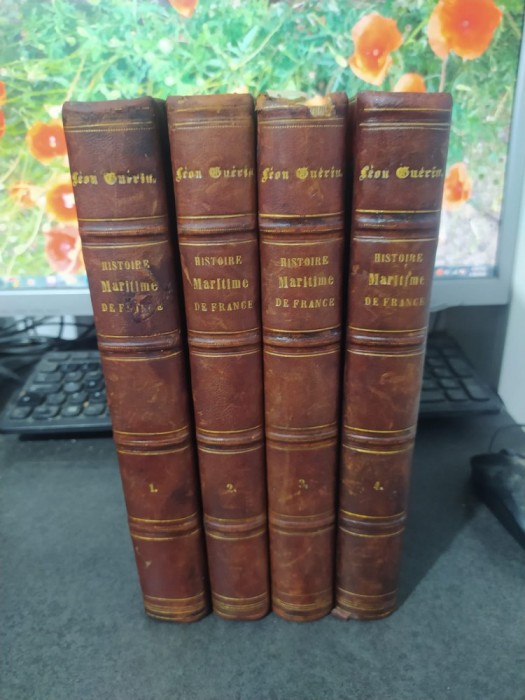 Léon Guérin.
HISTOIRE
Maritime
DE FRANCE
1.
Léon Guérin
HISTOIRE
Maritime
DE FRANCE
2.
Léon Guérin.
HISTOIRE
Maritime
DE FRANCE
3.
Léon Guérin.
HISTOIRE
Maritime
DE FRANCE
4.